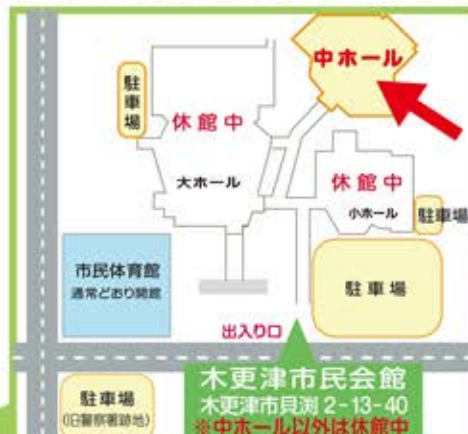 中ホール
駐車場
休館中
大ホール
休館中
小ホール
駐車場
市民体育館
通常どおり開館
駐車場
出入り口
木更津市民会館
木更津市貝渕 2-13-40
※中ホール以外は休館中
駐車場
(旧警察署跡地)